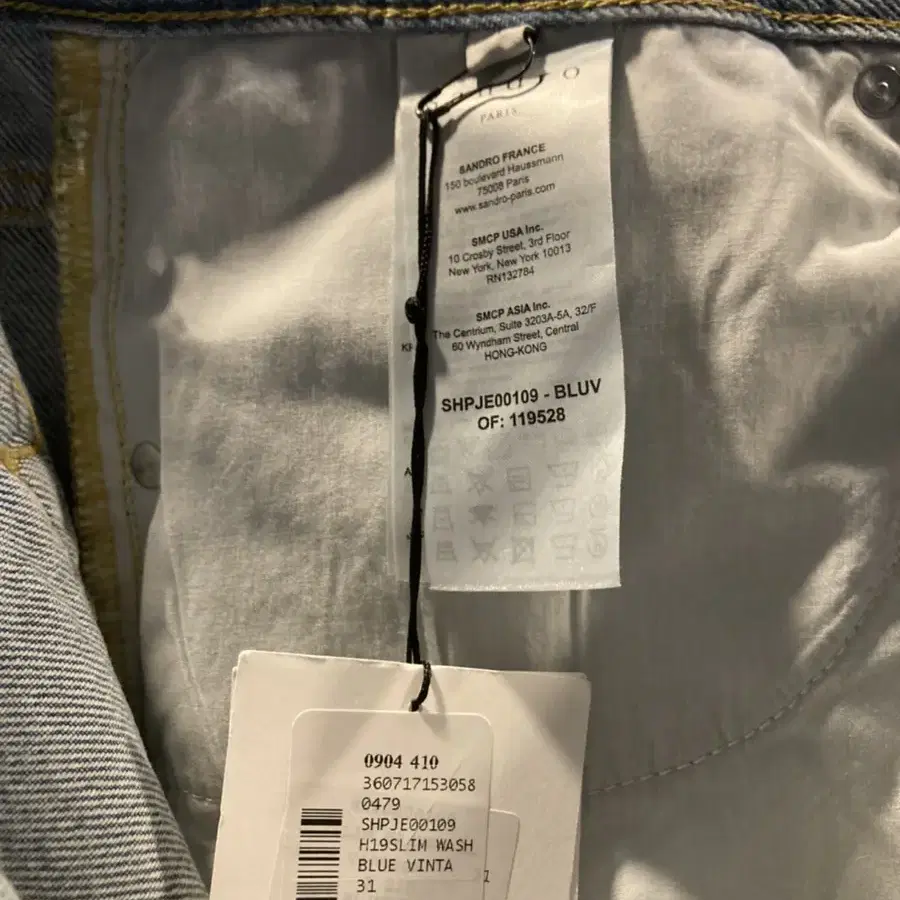 PARIS
SANDRO FRANCE
150 boulevard Haussmann
75008 Paris
www.sandro-paris.com
SMCP USA Inc.
10 Crosby Street, 3rd Floor
New York, New York 10013
RN132784
SMCP ASIA Inc.
The Centrium, Suite 3203A-5A, 32/F
60 Wyndham Street, Central
HONG-KONG
SHPJE00109 - BLUV
OF: 119528
0904 410
360717153058
0479
SHPJE00109
H19SLIM WASH
BLUE VINTA
31